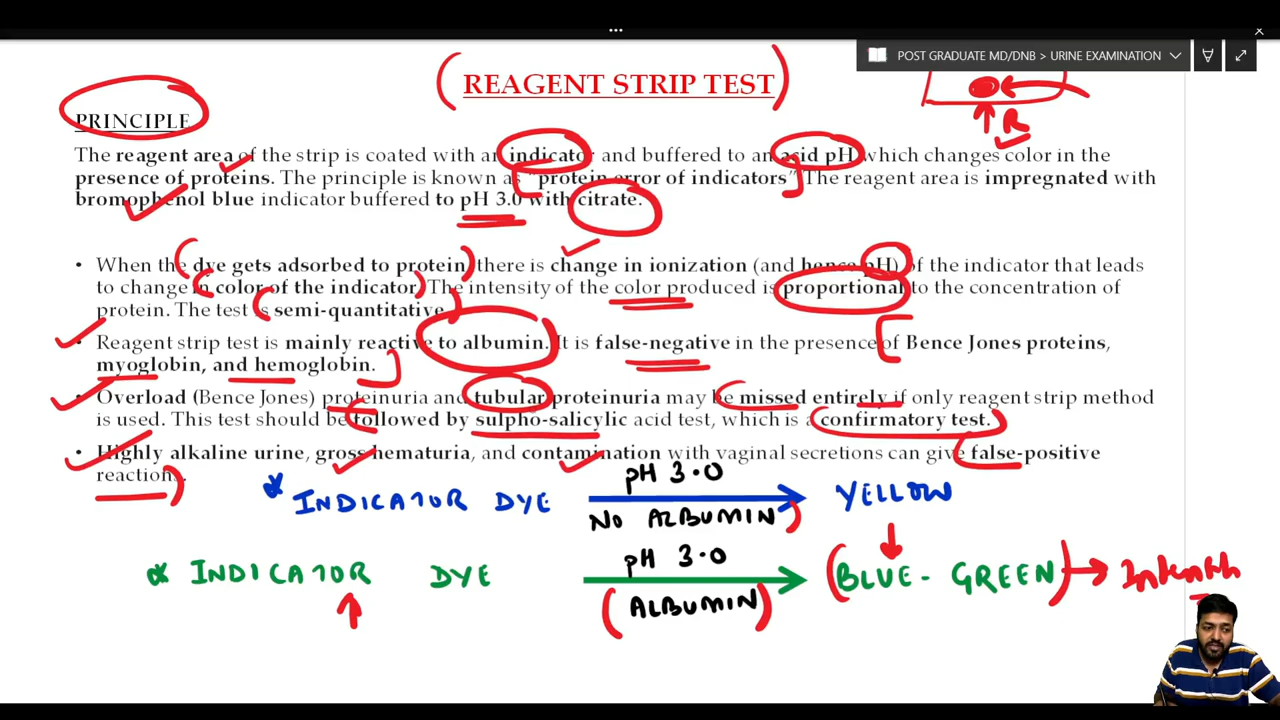 POST GRADUATE MD/DNB > URINE EXAMINATION
(REAGENT STRIP TEST)
R
PRINCIPLE
The reagent area of the strip is coated with an indicator and buffered to an acid pH which changes color in the
presence of proteins. The principle is known as "protein error of indicators" The reagent area is impregnated with
bromophenol blue indicator buffered to pH 3.0 with citrate.
• When the dye gets adsorbed to protein, there is change in ionization (and hence pH) of the indicator that leads
to change in color of the indicator. The intensity of the color produced is proportional to the concentration of
protein. The test is semi-quantitative.
• Reagent strip test is mainly reactive to albumin. It is false-negative in the presence of Bence Jones proteins,
myoglobin, and hemoglobin.
• Overload (Bence Jones) proteinuria and tubular proteinuria may be missed entirely if only reagent strip method
is used. This test should be followed by sulpho-salicylic acid test, which is a confirmatory test.
• Highly alkaline urine, gross hematuria, and contamination with vaginal secretions can give false-positive
reactions.
pH 3.0
* INDICATOR DYE YELLOW
NO ALBUMIN)
pH 3.0
* INDICATOR DYE (BLUE - GREEN)
(ALBUMIN)